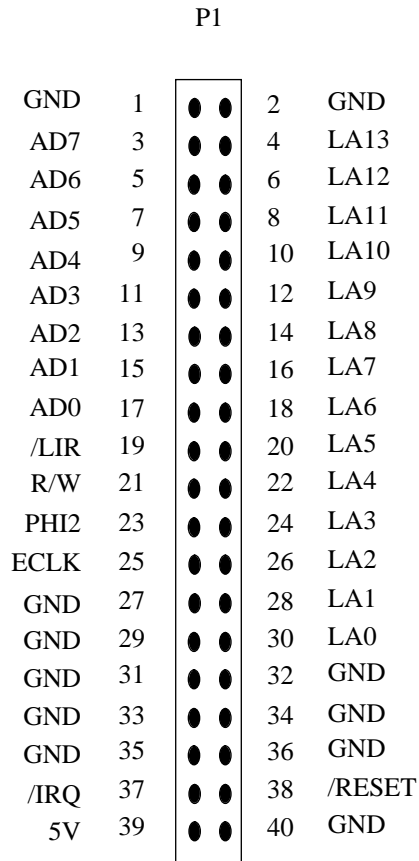 P1
GND 1 2 GND
AD7 3 4 LA13
AD6 5 6 LA12
AD5 7 8 LA11
AD4 9 10 LA10
AD3 11 12 LA9
AD2 13 14 LA8
AD1 15 16 LA7
AD0 17 18 LA6
/LIR 19 20 LA5
R/W 21 22 LA4
PHI2 23 24 LA3
ECLK 25 26 LA2
GND 27 28 LA1
GND 29 30 LA0
GND 31 32 GND
GND 33 34 GND
GND 35 36 GND
/IRQ 37 38 /RESET
5V 39 40 GND